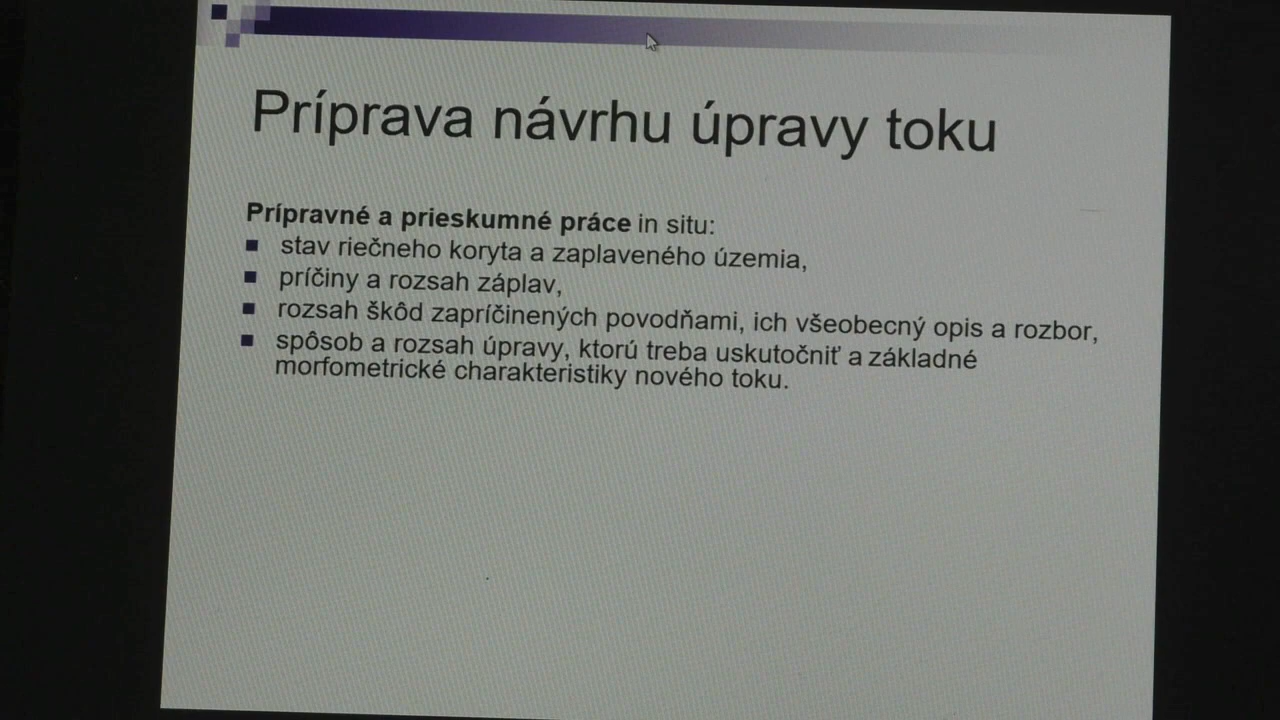 Príprava návrhu úpravy toku
Prípravné a prieskumné práce in situ:
stav riečneho koryta a zaplaveného územia,
príčiny a rozsah záplav,
rozsah škôd zapríčinených povodňami, ich všeobecný opis a rozbor,
spôsob a rozsah úpravy, ktorú treba uskutočniť a základné
morfometrické charakteristiky nového toku.